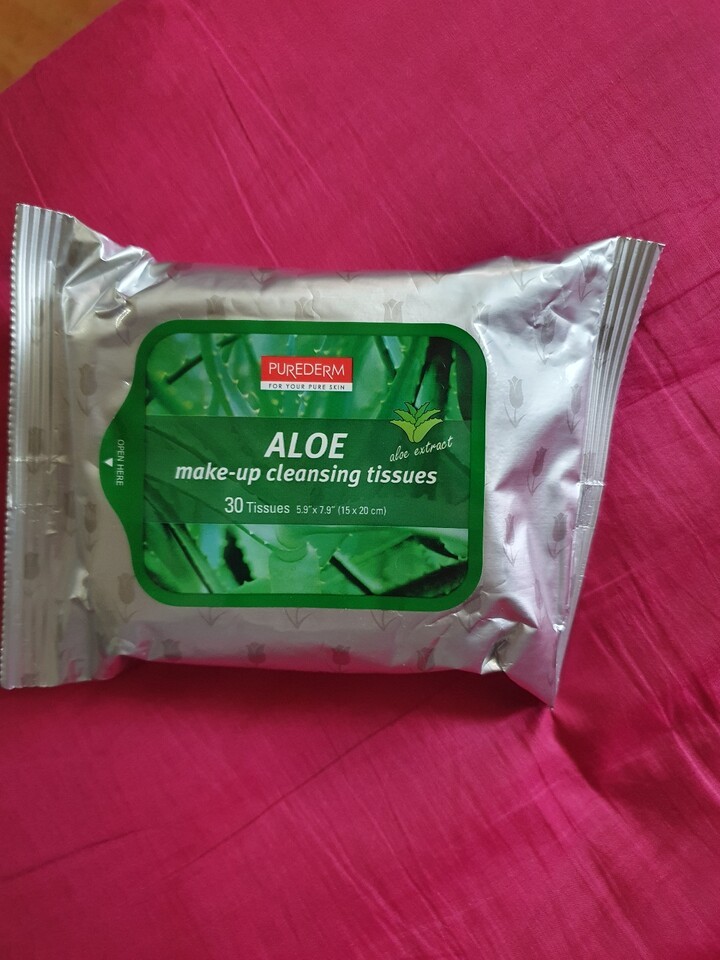 PUREDERM
FOR YOUR PURE SKIN
ALOE
aloe extract
make-up cleansing tissues
30 Tissues 5.9" x 7.9" (15 x 20 cm)
OPEN HERE